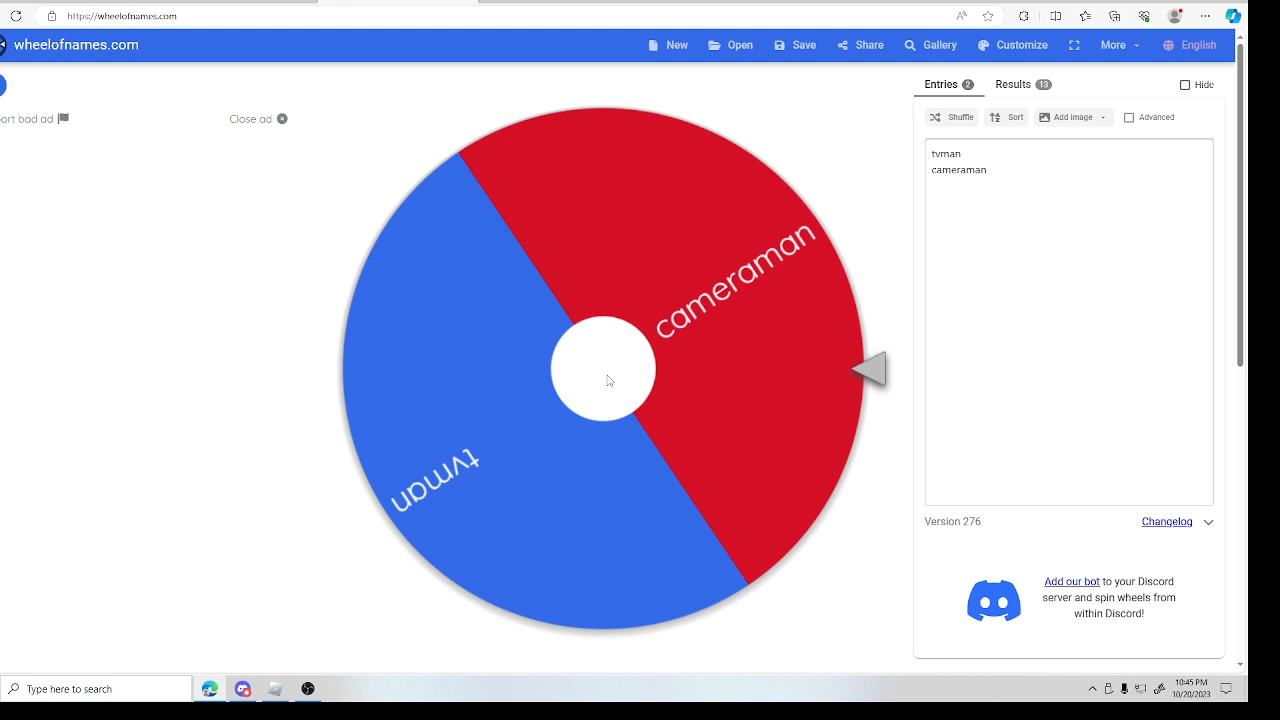 https://wheelofnames.com
wheelofnames.com
New
Open
Save
Share
Gallery
Customize
More
English
ort bad ad
Close ad
Entries 2
Results 13
Hide
Shuffle
Sort
Add image
Advanced
tvman
cameraman
cameraman
tvman
Version 276
Changelog
Add our bot to your Discord
server and spin wheels from
within Discord!
Type here to search
10:45 PM
10/20/2023